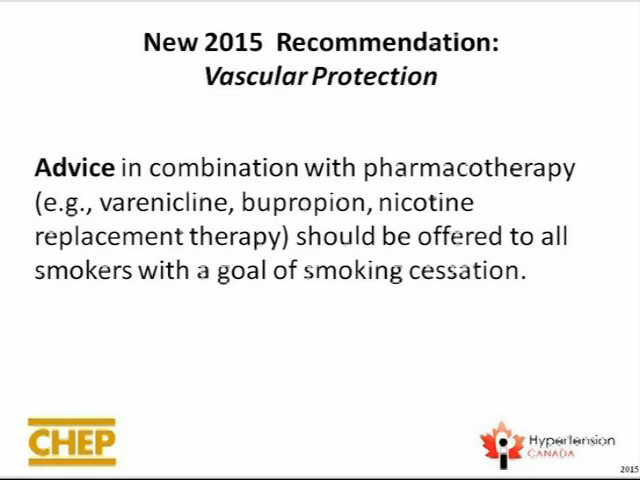 New 2015 Recommendation:
Vascular Protection
Advice in combination with pharmacotherapy
(e.g., varenicline, bupropion, nicotine
replacement therapy) should be offered to all
smokers with a goal of smoking cessation.
CHEP
Hypertension
CANADA
2015